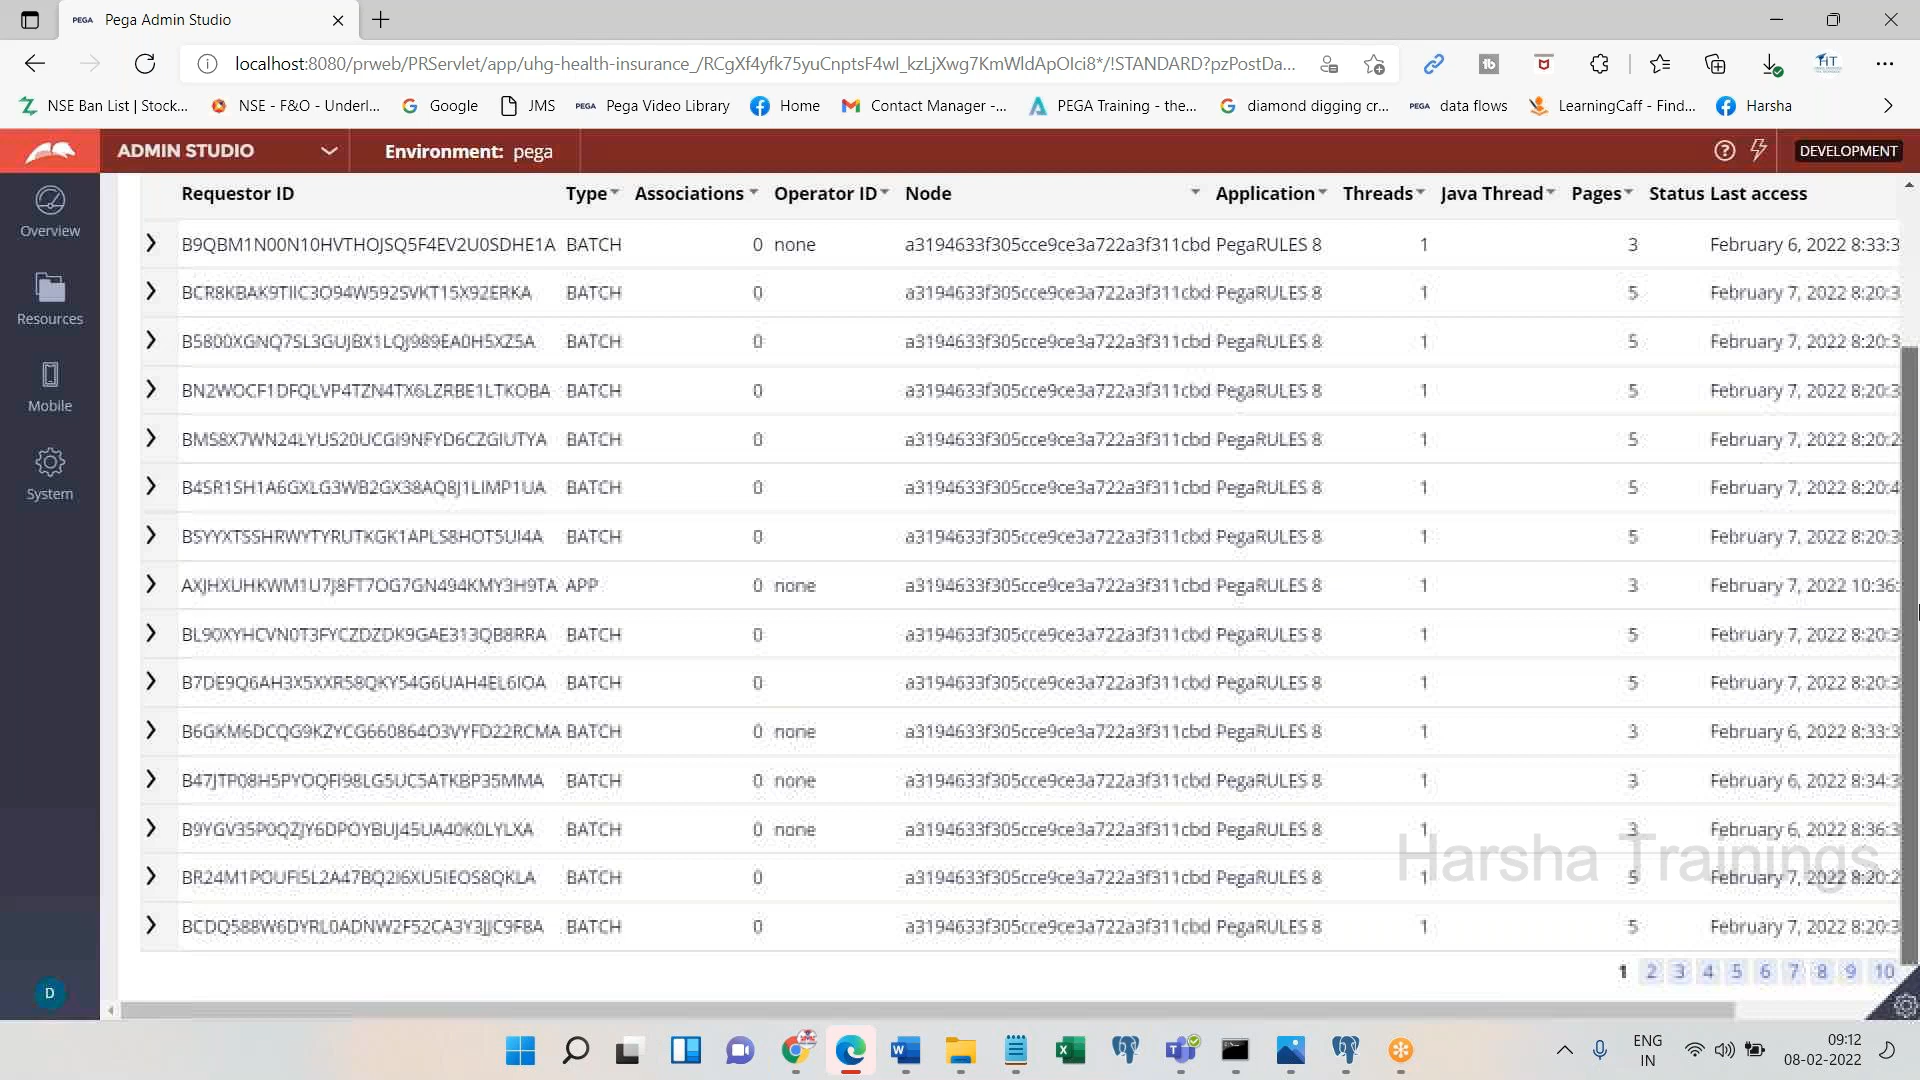 PEGA Pega Admin Studio
localhost:8080/prweb/PRServlet/app/uhg-health-insurance_/RCgXf4yfk75yuCnptsF4wl_kzLjXwg7KmWldApOIci8*/!STANDARD?pzPostDa...
NSE Ban List | Stock... NSE - F&O - Underl... Google JMS PEGA Pega Video Library Home Contact Manager -... PEGA Training - the... diamond digging cr... PEGA data flows LearningCaff - Find... Harsha
ADMIN STUDIO Environment: pega DEVELOPMENT
Overview
Resources
Mobile
System
D
Requestor ID Type Associations Operator ID Node Application Threads Java Thread Pages Status Last access
B9QBM1N00N10HVTHOJSQ5F4EV2U0SDHE1A BATCH 0 none a3194633f305cce9ce3a722a3f311cbd PegaRULES 8 1 3 February 6, 2022 8:33:3
BCR8KBAK9TIIC3O94W592SVKT15X92ERKA BATCH 0 a3194633f305cce9ce3a722a3f311cbd PegaRULES 8 1 5 February 7, 2022 8:20:3
B5800XGNQ7SL3GUJBX1LQJ989EA0H5XZ5A BATCH 0 a3194633f305cce9ce3a722a3f311cbd PegaRULES 8 1 5 February 7, 2022 8:20:3
BN2WOCF1DFQLVP4TZN4TX6LZRBE1LTKOBA BATCH 0 a3194633f305cce9ce3a722a3f311cbd PegaRULES 8 1 5 February 7, 2022 8:20:3
BMS8X7WN24LYUS20UCGI9NFYD6CZGIUTYA BATCH 0 a3194633f305cce9ce3a722a3f311cbd PegaRULES 8 1 5 February 7, 2022 8:20:2
B4SR1SH1A6GXLG3WB2GX38AQ8J1LIMP1UA BATCH 0 a3194633f305cce9ce3a722a3f311cbd PegaRULES 8 1 5 February 7, 2022 8:20:4
BSYYXTSSHRWYTYRUTKGK1APLS8HOT5UI4A BATCH 0 a3194633f305cce9ce3a722a3f311cbd PegaRULES 8 1 5 February 7, 2022 8:20:3
AXJHXUHKWM1U7J8FT7OG7GN494KMY3H9TA APP 0 none a3194633f305cce9ce3a722a3f311cbd PegaRULES 8 1 3 February 7, 2022 10:36:
BL90XYHCVN0T3FYCZDZDK9GAE313QB8RRA BATCH 0 a3194633f305cce9ce3a722a3f311cbd PegaRULES 8 1 5 February 7, 2022 8:20:3
B7DE9Q6AH3X5XXR58QKY54G6UAH4EL6IOA BATCH 0 a3194633f305cce9ce3a722a3f311cbd PegaRULES 8 1 5 February 7, 2022 8:20:3
B6GKM6DCQG9KZYCG660864O3VYFD22RCMA BATCH 0 none a3194633f305cce9ce3a722a3f311cbd PegaRULES 8 1 3 February 6, 2022 8:33:3
B47JTP08H5PYOQFI98LG5UC5ATKBP35MMA BATCH 0 none a3194633f305cce9ce3a722a3f311cbd PegaRULES 8 1 3 February 6, 2022 8:34:3
B9YGV35P0QZJY6DPOYBUJ45UA40K0LYLXA BATCH 0 none a3194633f305cce9ce3a722a3f311cbd PegaRULES 8 1 3 February 6, 2022 8:36:3
Harsha Trainings
BR24M1POUFI5L2A47BQ2I6XU5IEOS8QKLA BATCH 0 a3194633f305cce9ce3a722a3f311cbd PegaRULES 8 1 5 February 7, 2022 8:20:2
BCDQ588W6DYRL0ADNW2F52CA3Y3JJC9F8A BATCH 0 a3194633f305cce9ce3a722a3f311cbd PegaRULES 8 1 5 February 7, 2022 8:20:3
1 2 3 4 5 6 7 8 9 10
ENG 09:12
IN 08-02-2022